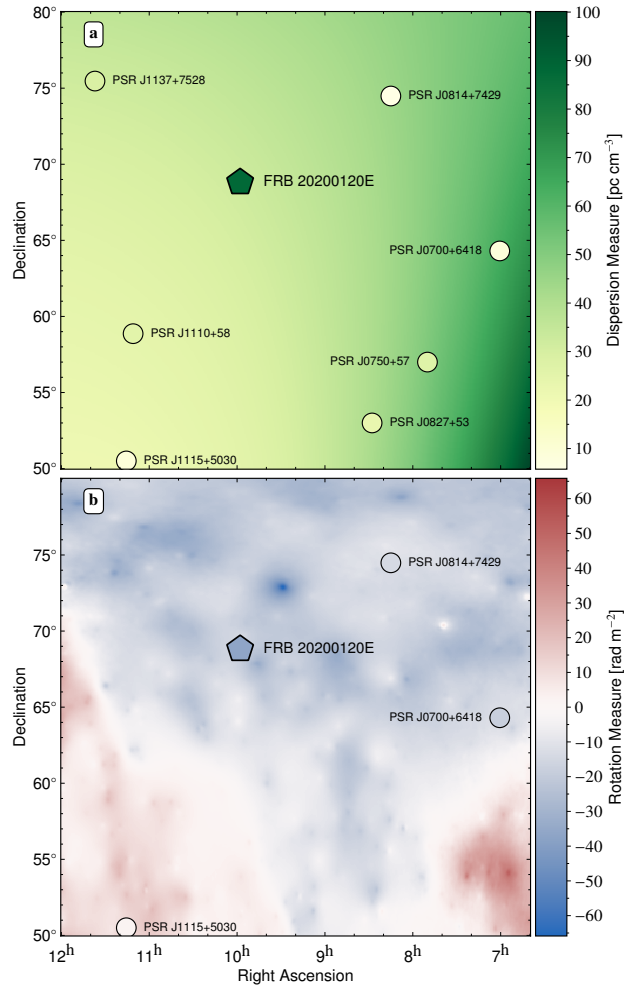 a
80°
75°
70°
65°
60°
55°
50°
Declination
PSR J1137+7528
PSR J0814+7429
FRB 20200120E
PSR J0700+6418
PSR J1110+58
PSR J0750+57
PSR J0827+53
PSR J1115+5030
100
90
80
70
60
50
40
30
20
10
Dispersion Measure [pc cm⁻³]
b
75°
70°
65°
60°
55°
50°
Declination
PSR J0814+7429
FRB 20200120E
PSR J0700+6418
PSR J1115+5030
12ʰ 11ʰ 10ʰ 9ʰ 8ʰ 7ʰ
Right Ascension
60
50
40
30
20
10
0
−10
−20
−30
−40
−50
−60
Rotation Measure [rad m⁻²]